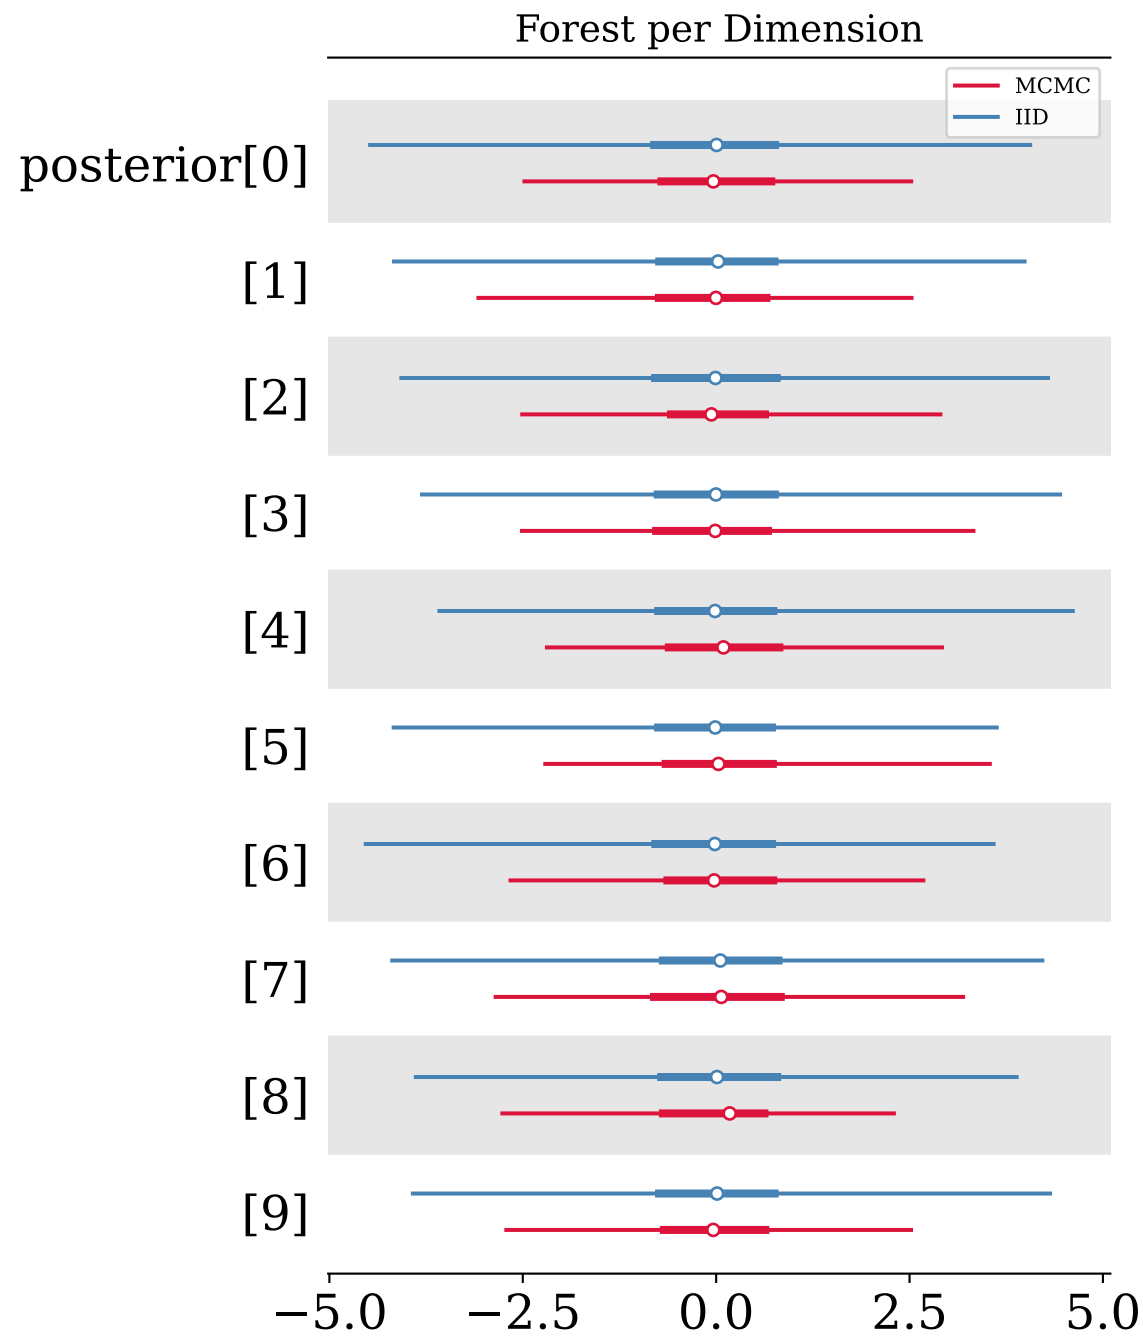 Forest per Dimension
MCMC
IID
posterior[0]
[1]
[2]
[3]
[4]
[5]
[6]
[7]
[8]
[9]
−5.0 −2.5 0.0 2.5 5.0